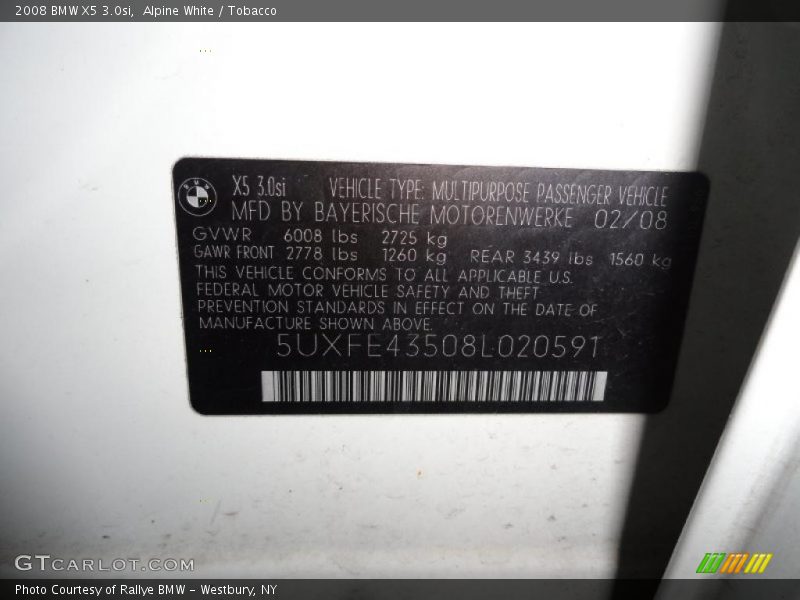 2008 BMW X5 3.0si, Alpine White / Tobacco
BMW
X5 3.0si VEHICLE TYPE: MULTIPURPOSE PASSENGER VEHICLE
MFD BY BAYERISCHE MOTORENWERKE 02/08
GVWR 6008 lbs 2725 kg
GAWR FRONT 2778 lbs 1260 kg REAR 3439 lbs 1560 kg
THIS VEHICLE CONFORMS TO ALL APPLICABLE U.S.
FEDERAL MOTOR VEHICLE SAFETY AND THEFT
PREVENTION STANDARDS IN EFFECT ON THE DATE OF
MANUFACTURE SHOWN ABOVE.
5UXFE43508L020591
GTCARLOT.COM
Photo Courtesy of Rallye BMW - Westbury, NY